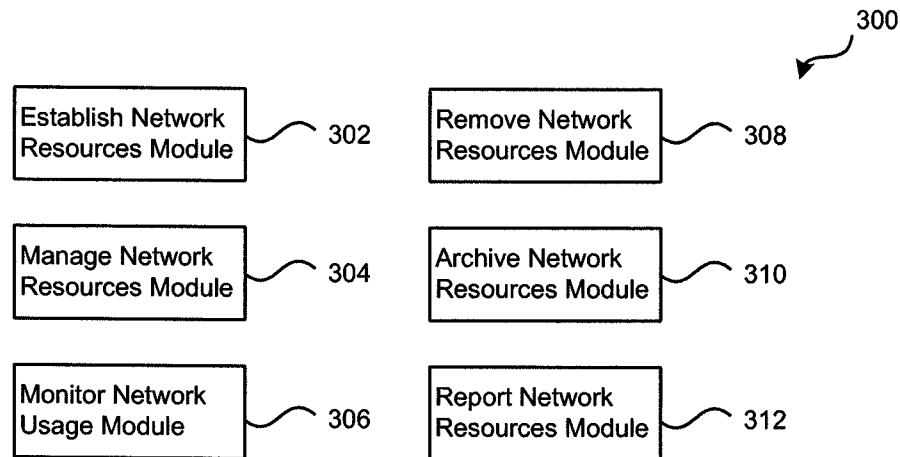 300
Establish Network
Resources Module
302
Remove Network
Resources Module
308
Manage Network
Resources Module
304
Archive Network
Resources Module
310
Monitor Network
Usage Module
306
Report Network
Resources Module
312